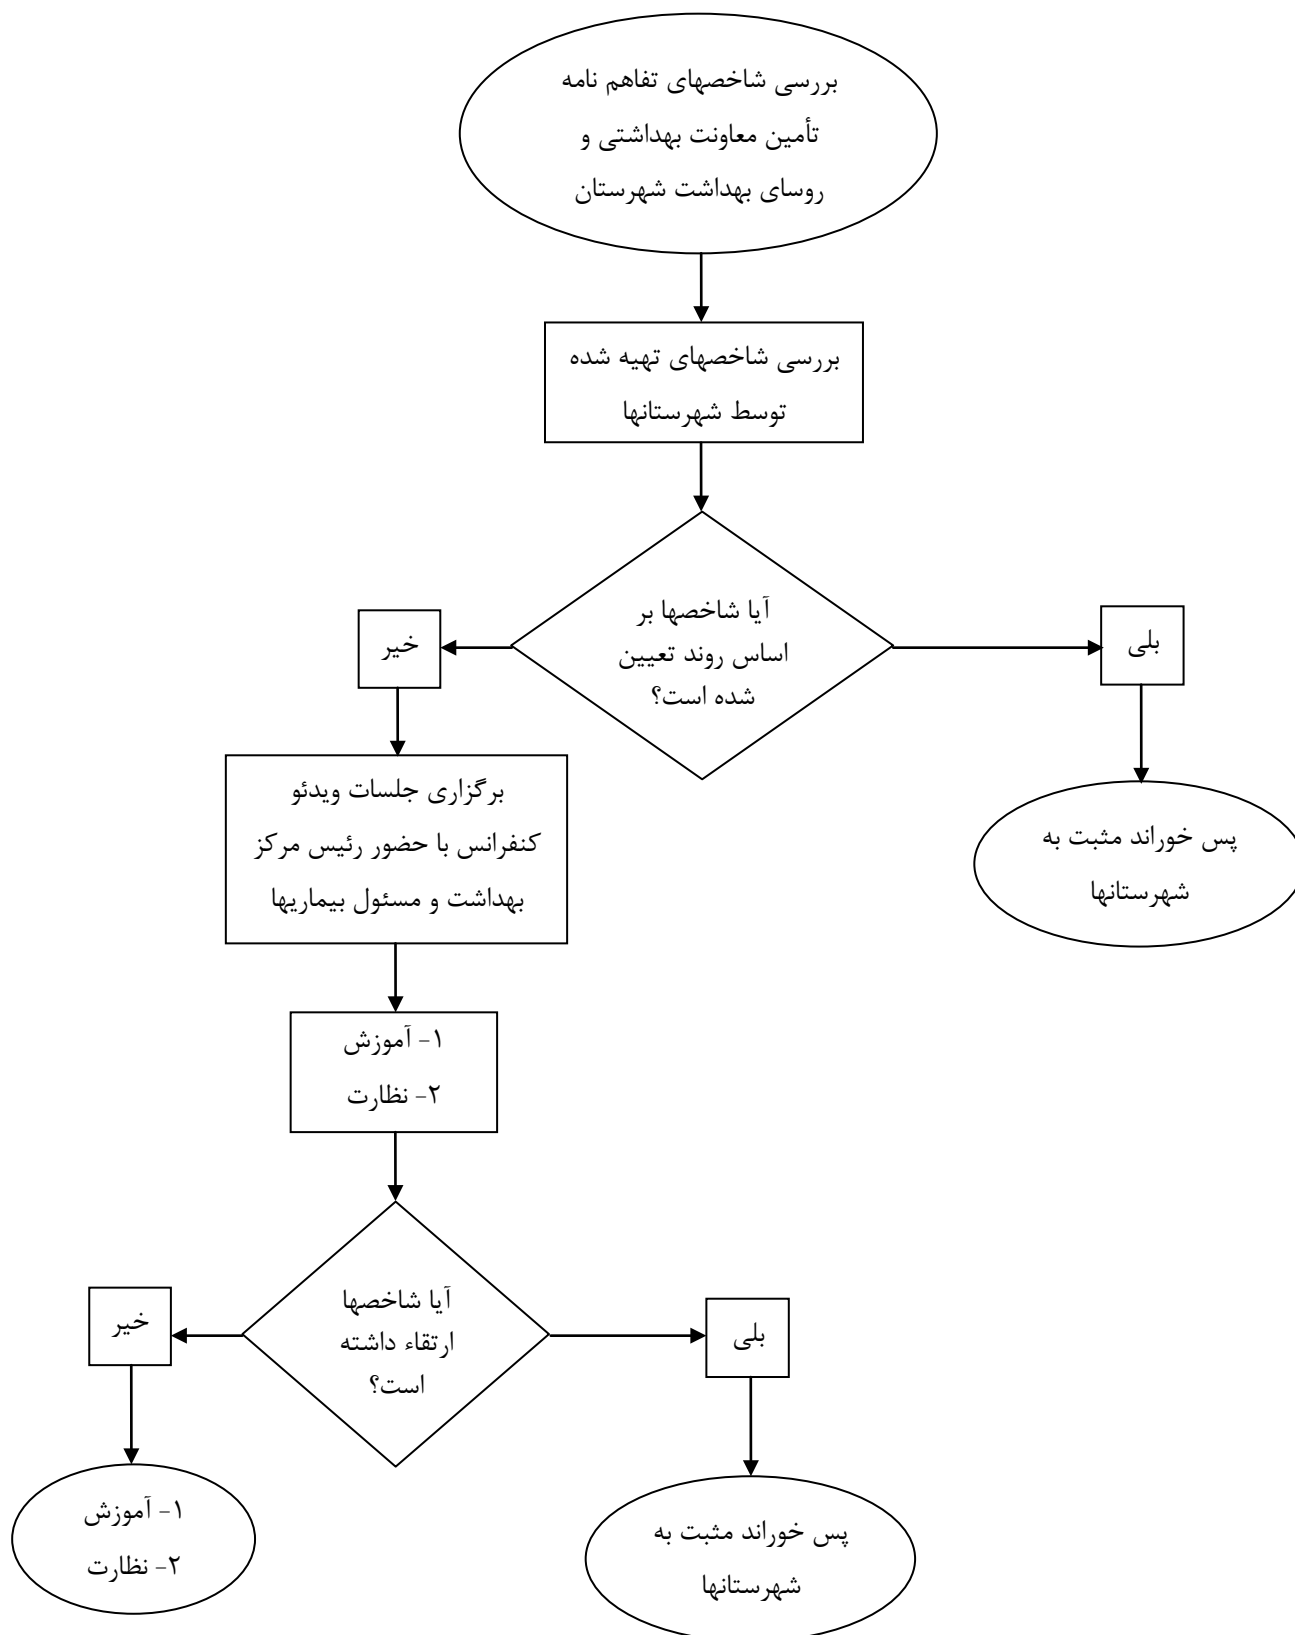 بررسی شاخصهای تفاهم نامه
تأمین معاونت بهداشتی و
روسای بهداشت شهرستان
بررسی شاخصهای تهیه شده
توسط شهرستانها
آیا شاخصها بر
اساس روند تعیین
شده است؟
بلی
خیر
پس خوراند مثبت به
شهرستانها
برگزاری جلسات ویدئو
کنفرانس با حضور رئیس مرکز
بهداشت و مسئول بیماریها
۱- آموزش
۲- نظارت
آیا شاخصها
ارتقاء داشته
است؟
بلی
خیر
پس خوراند مثبت به
شهرستانها
۱- آموزش
۲- نظارت